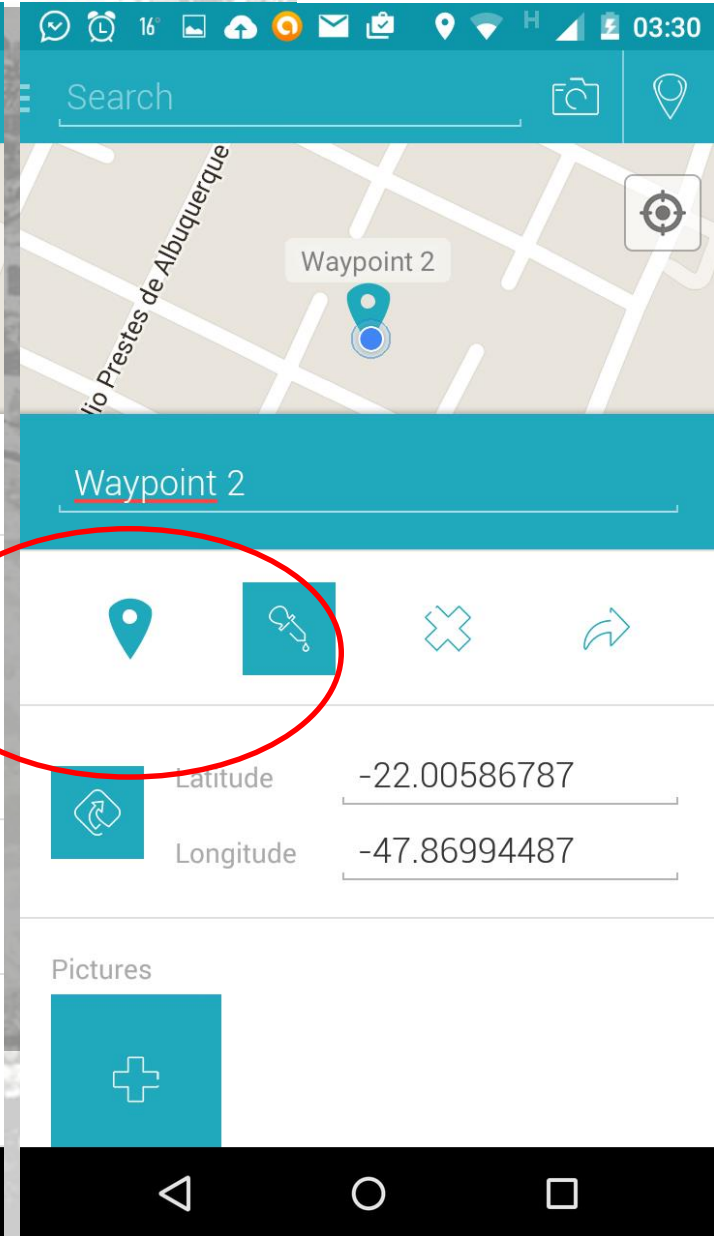 16° H 03:30
Search
lio Prestes de Albuquerque
Waypoint 2
Waypoint 2
Latitude -22.00586787
Longitude -47.86994487
Pictures